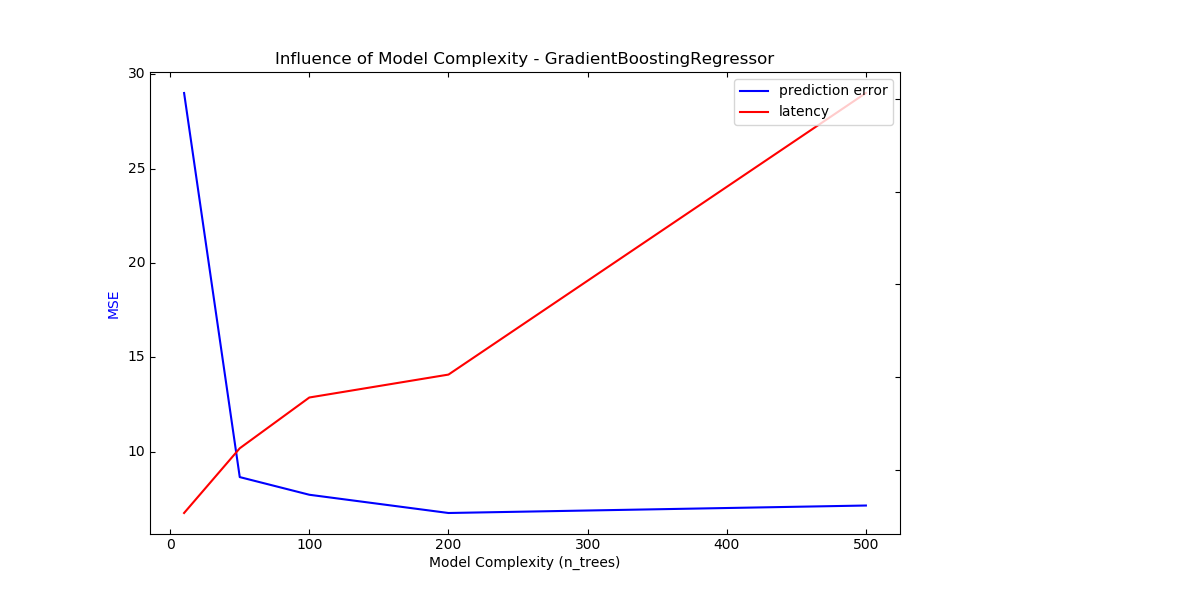 Influence of Model Complexity - GradientBoostingRegressor
prediction error
latency
30
25
20
15
10
MSE
0 100 200 300 400 500
Model Complexity (n_trees)